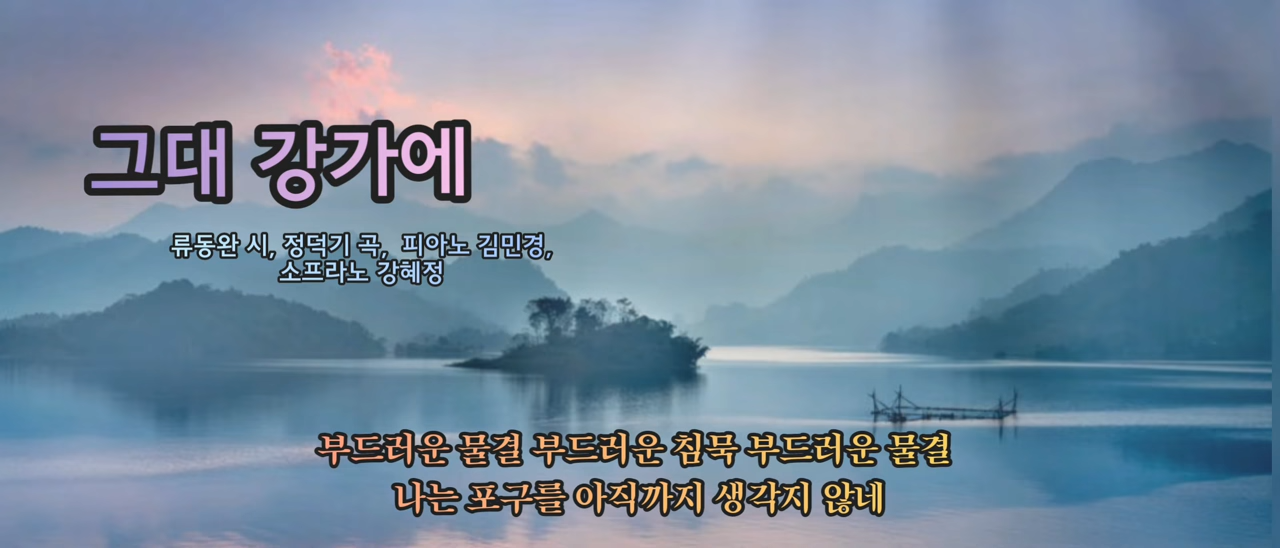 그대 강가에
류동완 시, 정덕기 곡, 피아노 김민경,
소프라노 강혜정
부드러운 물결 부드러운 침묵 부드러운 물결
나는 포구를 아직까지 생각지 않네